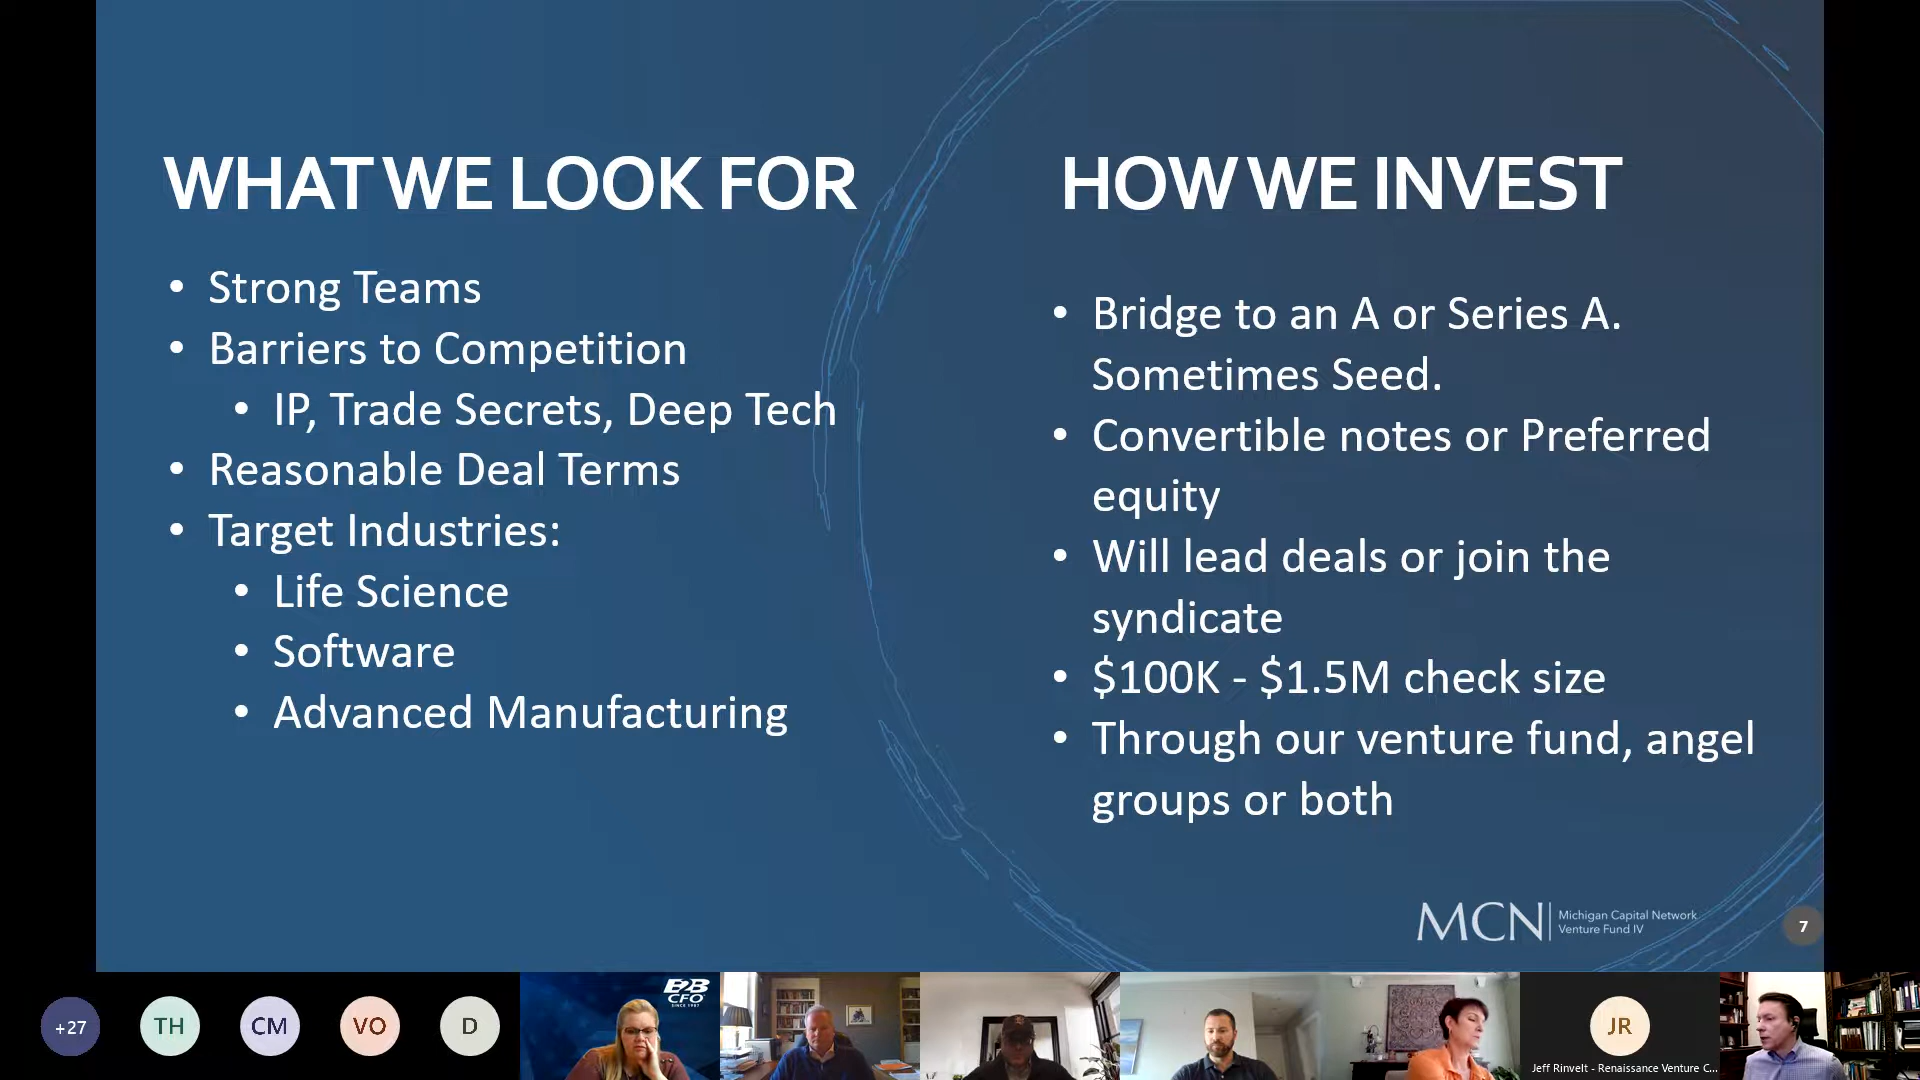 WHAT WE LOOK FOR
• Strong Teams
• Barriers to Competition
• IP, Trade Secrets, Deep Tech
• Reasonable Deal Terms
• Target Industries:
• Life Science
• Software
• Advanced Manufacturing
HOW WE INVEST
• Bridge to an A or Series A.
Sometimes Seed.
• Convertible notes or Preferred
equity
• Will lead deals or join the
syndicate
• $100K - $1.5M check size
• Through our venture fund, angel
groups or both
MCN
Michigan Capital Network
Venture Fund IV
7
+27
TH
CM
VO
D
B2B
CFO
SINCE 1987
JR
Jeff Rinvelt - Renaissance Venture C...